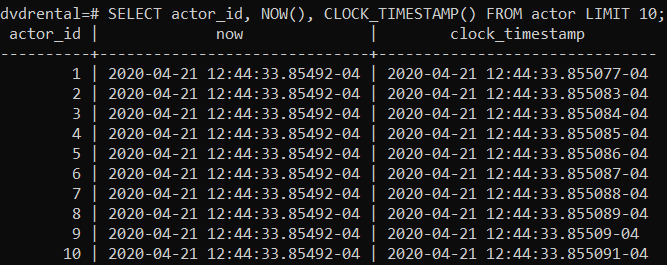 dvdrental=# SELECT actor_id, NOW(), CLOCK_TIMESTAMP() FROM actor LIMIT 10;
 actor_id |              now              |        clock_timestamp
----------+-------------------------------+-------------------------------
        1 | 2020-04-21 12:44:33.85492-04 | 2020-04-21 12:44:33.855077-04
        2 | 2020-04-21 12:44:33.85492-04 | 2020-04-21 12:44:33.855083-04
        3 | 2020-04-21 12:44:33.85492-04 | 2020-04-21 12:44:33.855084-04
        4 | 2020-04-21 12:44:33.85492-04 | 2020-04-21 12:44:33.855085-04
        5 | 2020-04-21 12:44:33.85492-04 | 2020-04-21 12:44:33.855086-04
        6 | 2020-04-21 12:44:33.85492-04 | 2020-04-21 12:44:33.855087-04
        7 | 2020-04-21 12:44:33.85492-04 | 2020-04-21 12:44:33.855088-04
        8 | 2020-04-21 12:44:33.85492-04 | 2020-04-21 12:44:33.855089-04
        9 | 2020-04-21 12:44:33.85492-04 | 2020-04-21 12:44:33.85509-04
       10 | 2020-04-21 12:44:33.85492-04 | 2020-04-21 12:44:33.855091-04